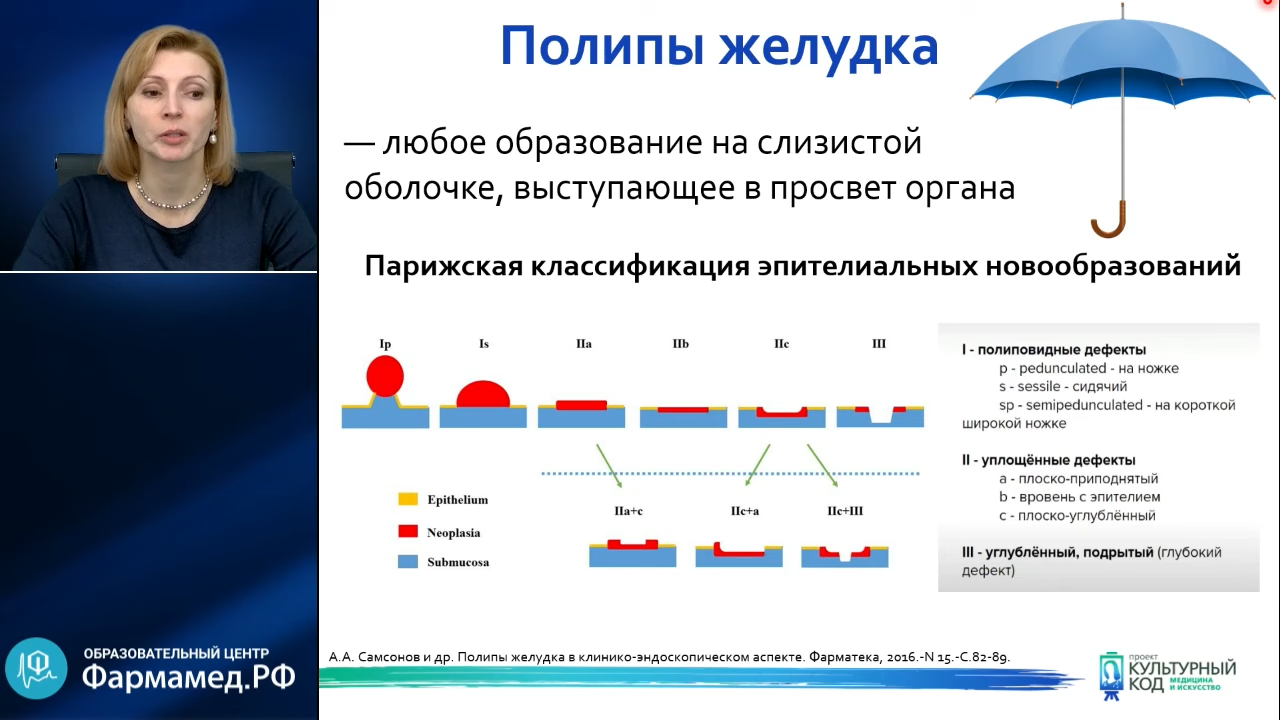 Полипы желудка
— любое образование на слизистой
оболочке, выступающее в просвет органа
Парижская классификация эпителиальных новообразований
Ip
Is
IIa
IIb
IIc
III
IIa+c
IIc+a
IIc+III
Epithelium
Neoplasia
Submucosa
I - полиповидные дефекты
p - pedunculated - на ножке
s - sessile - сидячий
sp - semipedunculated - на короткой
широкой ножке
II - уплощённые дефекты
a - плоско-приподнятый
b - вровень с эпителием
c - плоско-углублённый
III - углублённый, подрытый (глубокий
дефект)
А.А. Самсонов и др. Полипы желудка в клинико-эндоскопическом аспекте. Фарматека, 2016.-N 15.-С.82-89.
ОБРАЗОВАТЕЛЬНЫЙ ЦЕНТР
Фармамед.РФ
проект
КУЛЬТУРНЫЙ
КОД МЕДИЦИНА
И ИСКУССТВО